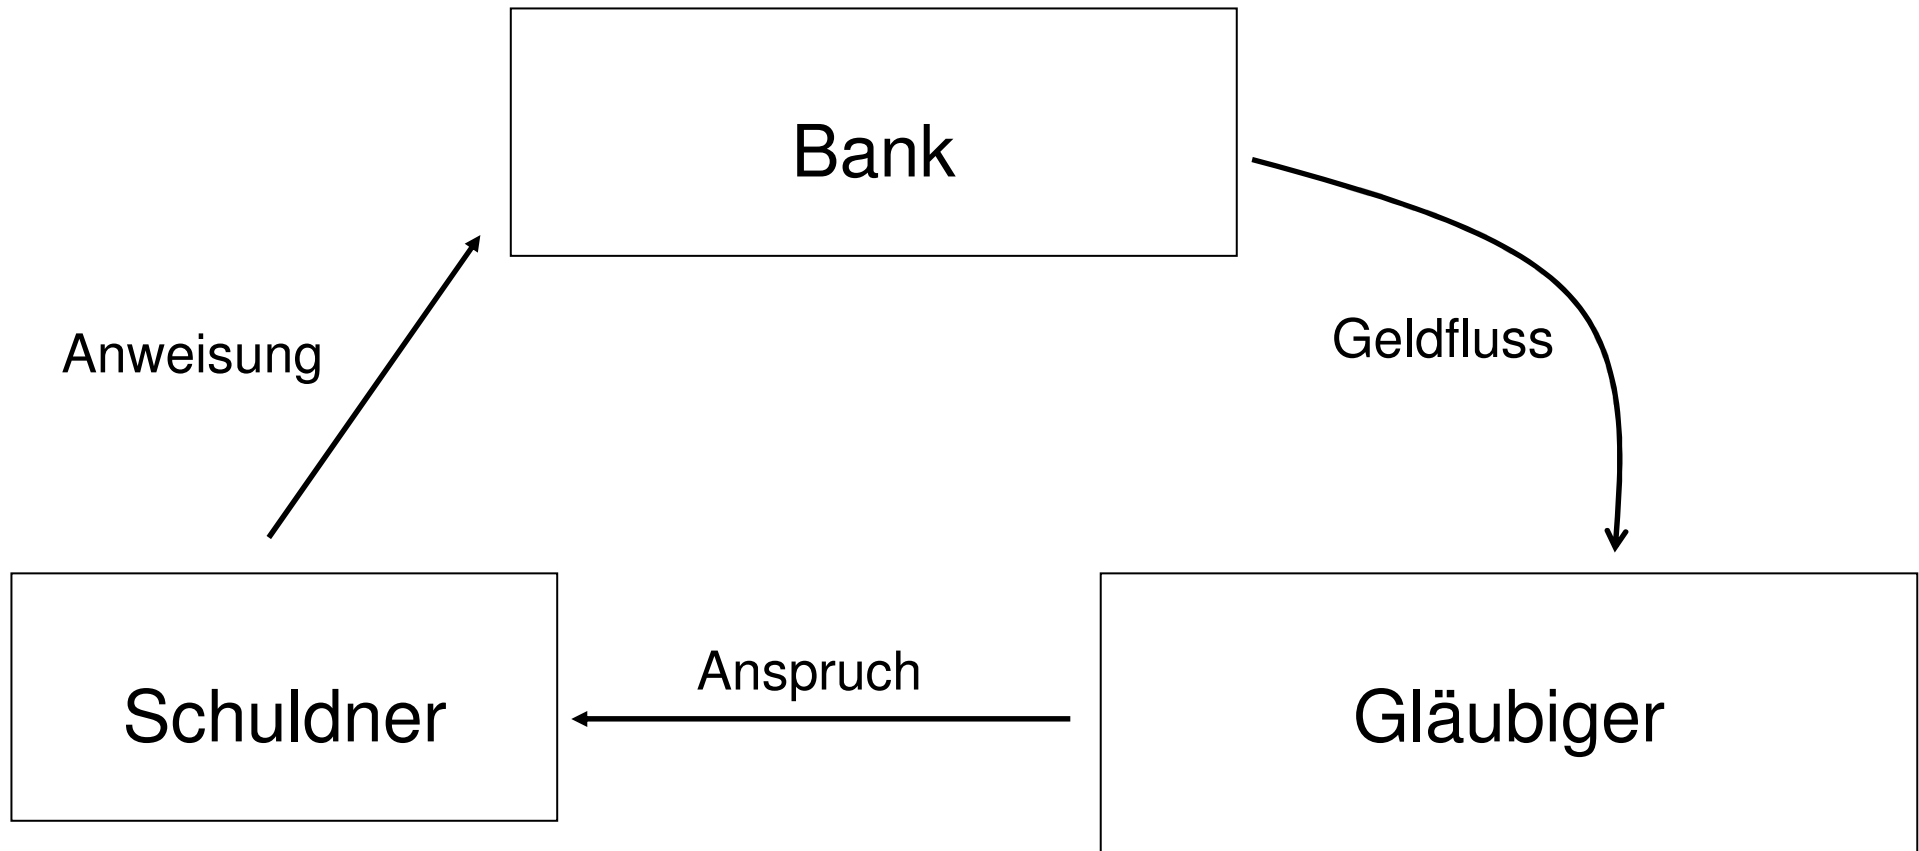 Bank
Geldfluss
Anweisung
Anspruch
Schuldner
Gläubiger